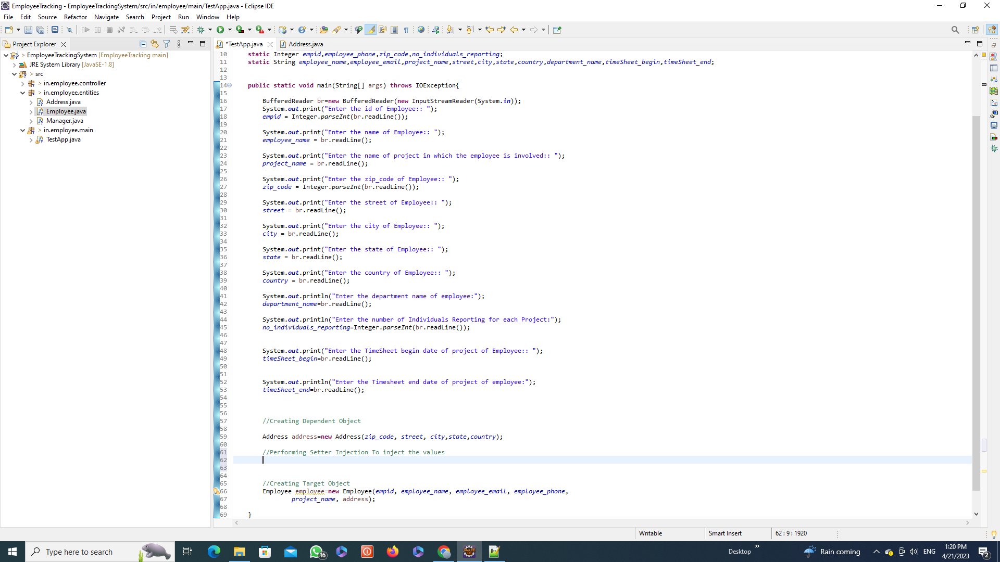 EmployeeTracking - EmployeeTrackingSystem/src/in/employee/main/TestApp.java - Eclipse IDE
File Edit Source Refactor Navigate Search Project Run Window Help
Project Explorer
*TestApp.java
Address.java
> EmployeeTrackingSystem [EmployeeTracking main]
JRE System Library [JavaSE-1.8]
> src
> in.employee.controller
> in.employee.entities
Address.java
Employee.java
Manager.java
> in.employee.main
TestApp.java
10 static Integer empid,employee_phone,zip_code,no_individuals_reporting;
11 static String employee_name,employee_email,project_name,street,city,state,country,department_name,timeSheet_begin,timeSheet_end;
12
13
14 public static void main(String[] args) throws IOException{
15
16 BufferedReader br=new BufferedReader(new InputStreamReader(System.in));
17 System.out.print("Enter the id of Employee:: ");
18 empid = Integer.parseInt(br.readLine());
19
20 System.out.print("Enter the name of Employee:: ");
21 employee_name = br.readLine();
22
23 System.out.print("Enter the name of project in which the employee is involved:: ");
24 project_name = br.readLine();
25
26 System.out.print("Enter the zip_code of Employee:: ");
27 zip_code = Integer.parseInt(br.readLine());
28
29 System.out.print("Enter the street of Employee:: ");
30 street = br.readLine();
31
32 System.out.print("Enter the city of Employee:: ");
33 city = br.readLine();
34
35 System.out.print("Enter the state of Employee:: ");
36 state = br.readLine();
37
38 System.out.print("Enter the country of Employee:: ");
39 country = br.readLine();
40
41 System.out.println("Enter the department name of employee:");
42 department_name=br.readLine();
43
44 System.out.println("Enter the number of Individuals Reporting for each Project:");
45 no_individuals_reporting=Integer.parseInt(br.readLine());
46
47
48 System.out.print("Enter the TimeSheet begin date of project of Employee:: ");
49 timeSheet_begin=br.readLine();
50
51
52 System.out.println("Enter the Timesheet end date of project of employee:");
53 timeSheet_end=br.readLine();
54
55
56
57 //Creating Dependent Object
58
59 Address address=new Address(zip_code, street, city,state,country);
60
61 //Performing Setter Injection To inject the values
62
63
64
65 //Creating Target Object
66 Employee employee=new Employee(empid, employee_name, employee_email, employee_phone,
67 project_name, address);
68
69 }
Writable
Smart Insert
62 : 9 : 1920
Type here to search
16
Desktop
Rain coming
ENG
1:20 PM
4/21/2023
2